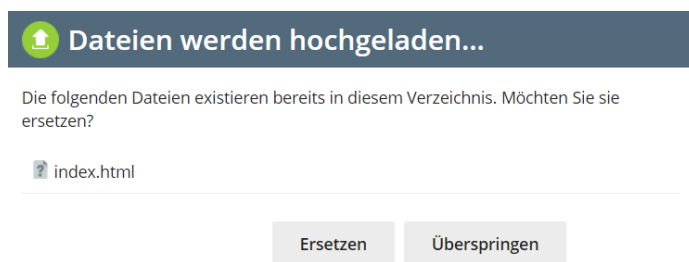 Dateien werden hochgeladen...
Die folgenden Dateien existieren bereits in diesem Verzeichnis. Möchten Sie sie
ersetzen?
index.html
Ersetzen Überspringen